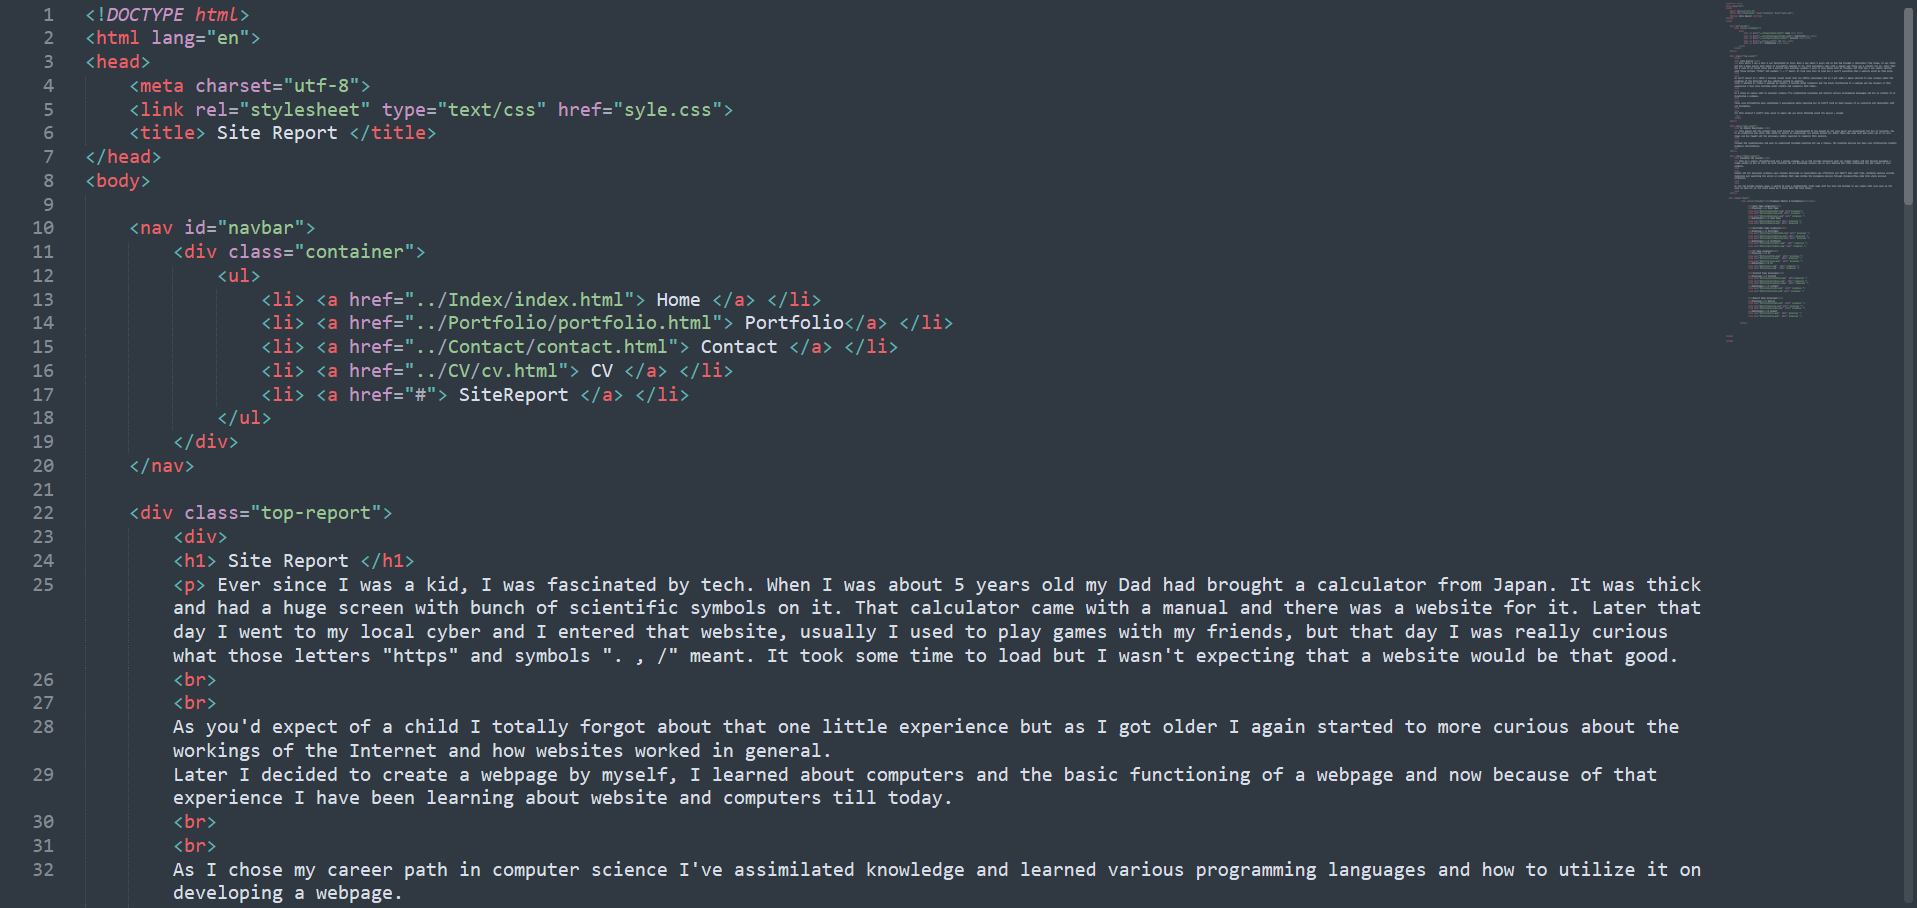 1 <!DOCTYPE html>
2 <html lang="en">
3 <head>
4     <meta charset="utf-8">
5     <link rel="stylesheet" type="text/css" href="syle.css">
6     <title> Site Report </title>
7 </head>
8 <body>
9
10     <nav id="navbar">
11         <div class="container">
12             <ul>
13                 <li> <a href="../Index/index.html"> Home </a> </li>
14                 <li> <a href="../Portfolio/portfolio.html"> Portfolio</a> </li>
15                 <li> <a href="../Contact/contact.html"> Contact </a> </li>
16                 <li> <a href="../CV/cv.html"> CV </a> </li>
17                 <li> <a href="#"> SiteReport </a> </li>
18             </ul>
19         </div>
20     </nav>
21
22     <div class="top-report">
23         <div>
24         <h1> Site Report </h1>
25         <p> Ever since I was a kid, I was fascinated by tech. When I was about 5 years old my Dad had brought a calculator from Japan. It was thick
and had a huge screen with bunch of scientific symbols on it. That calculator came with a manual and there was a website for it. Later that
day I went to my local cyber and I entered that website, usually I used to play games with my friends, but that day I was really curious
what those letters "https" and symbols ". , /" meant. It took some time to load but I wasn't expecting that a website would be that good.
26         <br>
27         <br>
28         As you'd expect of a child I totally forgot about that one little experience but as I got older I again started to more curious about the
workings of the Internet and how websites worked in general.
29         Later I decided to create a webpage by myself, I learned about computers and the basic functioning of a webpage and now because of that
experience I have been learning about website and computers till today.
30         <br>
31         <br>
32         As I chose my career path in computer science I've assimilated knowledge and learned various programming languages and how to utilize it on
developing a webpage.